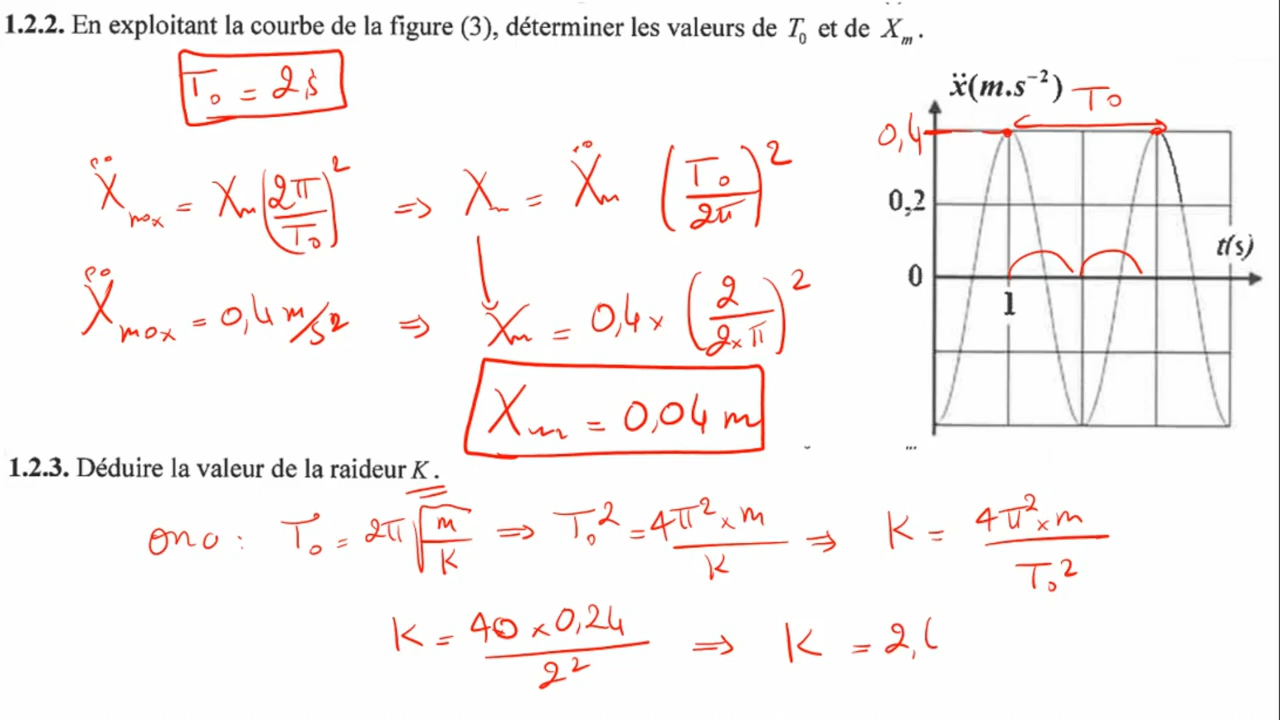 1.2.2. En exploitant la courbe de la figure (3), déterminer les valeurs de T₀ et de Xₘ.
T₀ = 2s
ẍ(m.s⁻²)
T₀
0,4
0,2
0
t(s)
1
Ẍmax = Xm (2π/T₀)² ⇒ Xm = Ẍm (T₀/2π)²
Ẍmax = 0,4 m/s² ⇒ Xm = 0,4 × (2/2×π)²
Xm = 0,04 m
1.2.3. Déduire la valeur de la raideur K.
ona : T₀ = 2π √(m/K) ⇒ T₀² = 4π² × m / K ⇒ K = 4π² × m / T₀²
K = 40 × 0,24 / 2² ⇒ K = 2,